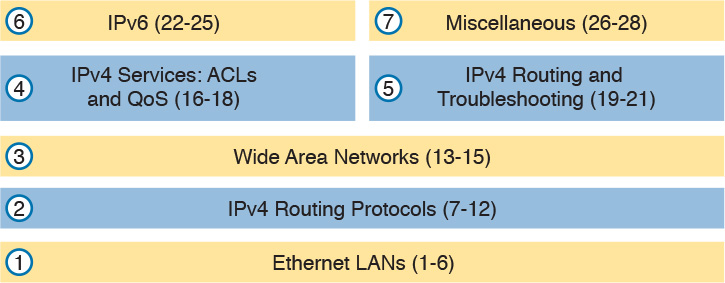 6 IPv6 (22-25)
7 Miscellaneous (26-28)
4 IPv4 Services: ACLs
and QoS (16-18)
5 IPv4 Routing and
Troubleshooting (19-21)
3 Wide Area Networks (13-15)
2 IPv4 Routing Protocols (7-12)
1 Ethernet LANs (1-6)